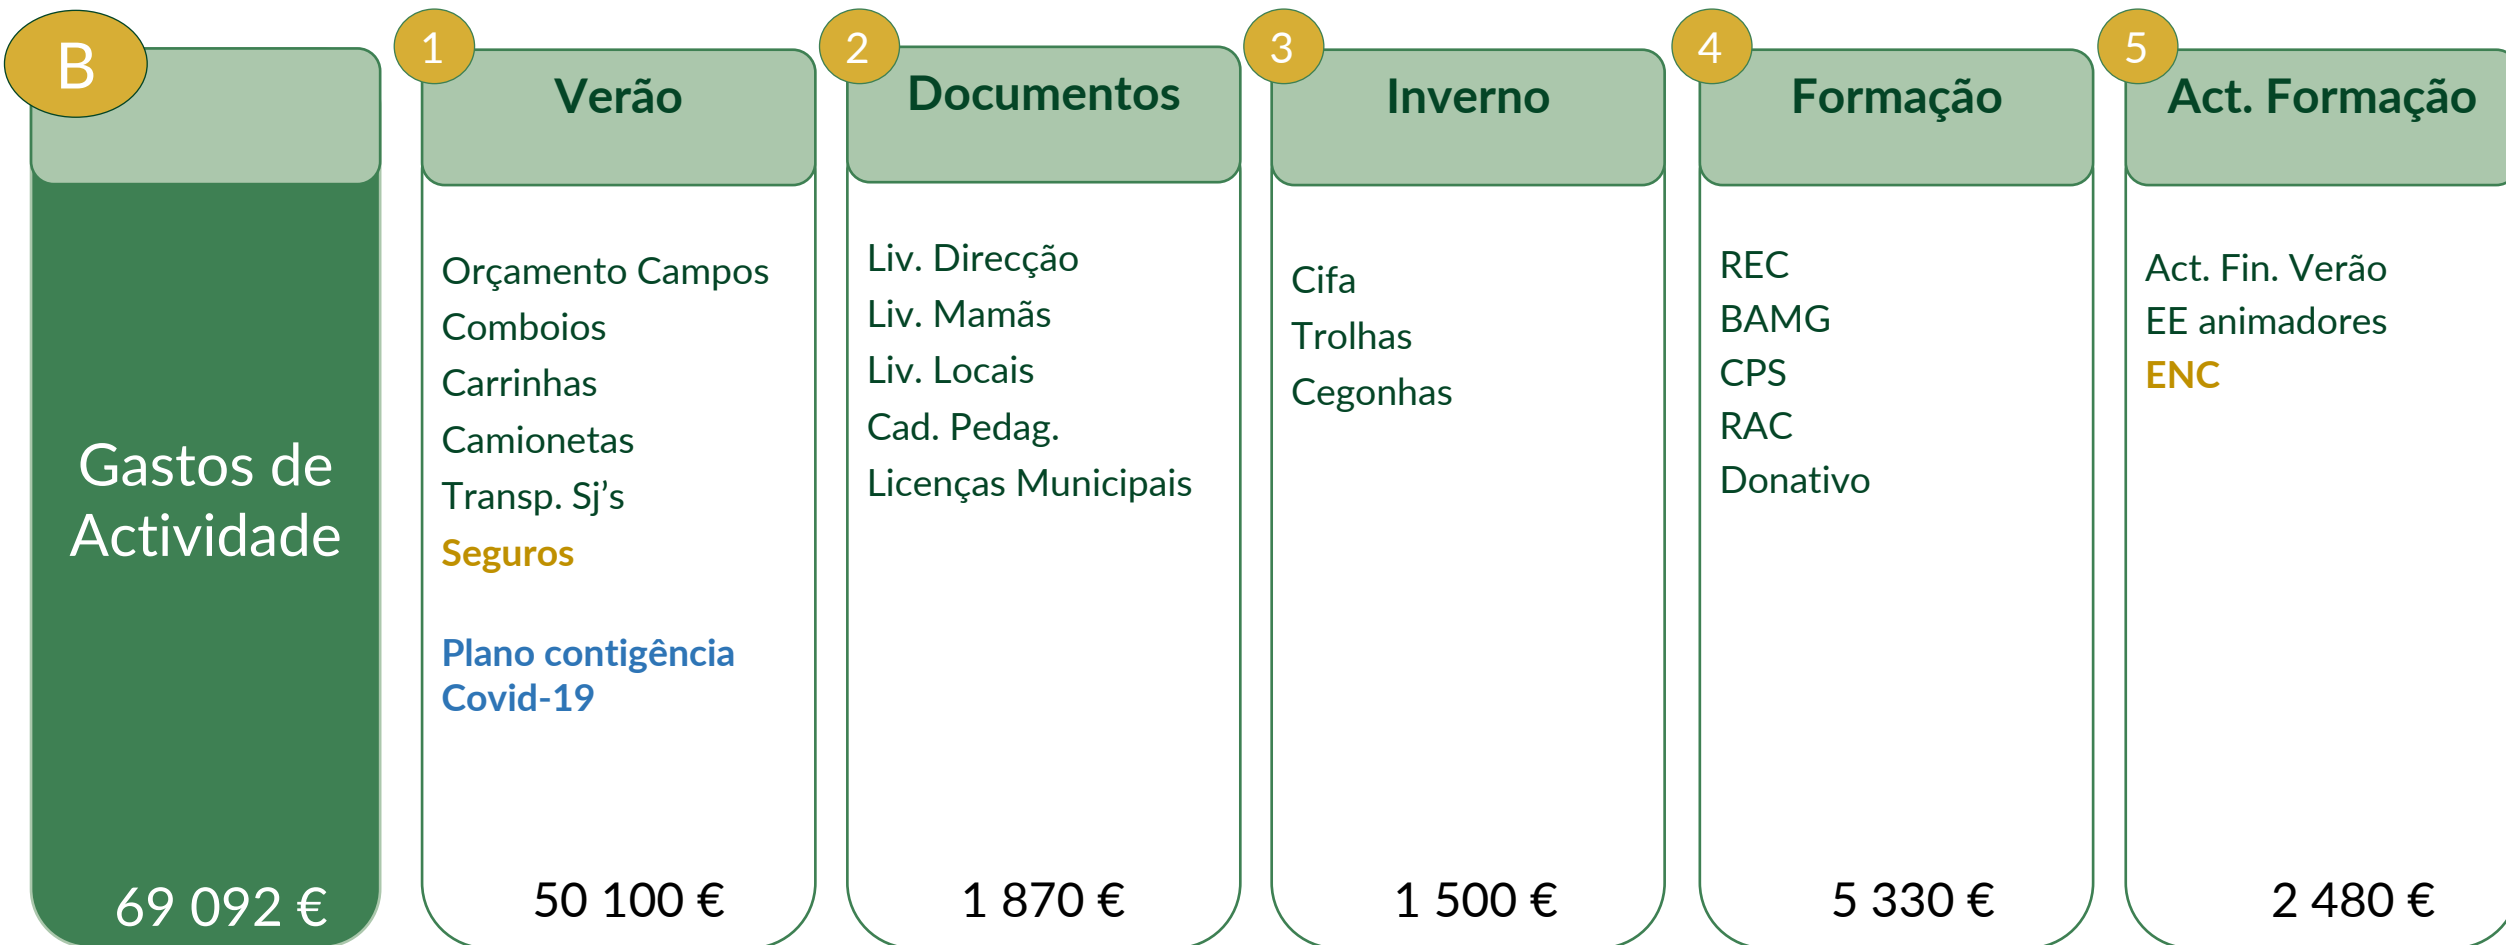 B
Gastos de
Actividade
69 092 €
1
Verão
Orçamento Campos
Comboios
Carrinhas
Camionetas
Transp. Sj’s
Seguros
Plano contigência
Covid-19
50 100 €
2
Documentos
Liv. Direcção
Liv. Mamãs
Liv. Locais
Cad. Pedag.
Licenças Municipais
1 870 €
3
Inverno
Cifa
Trolhas
Cegonhas
1 500 €
4
Formação
REC
BAMG
CPS
RAC
Donativo
5 330 €
5
Act. Formação
Act. Fin. Verão
EE animadores
ENC
2 480 €